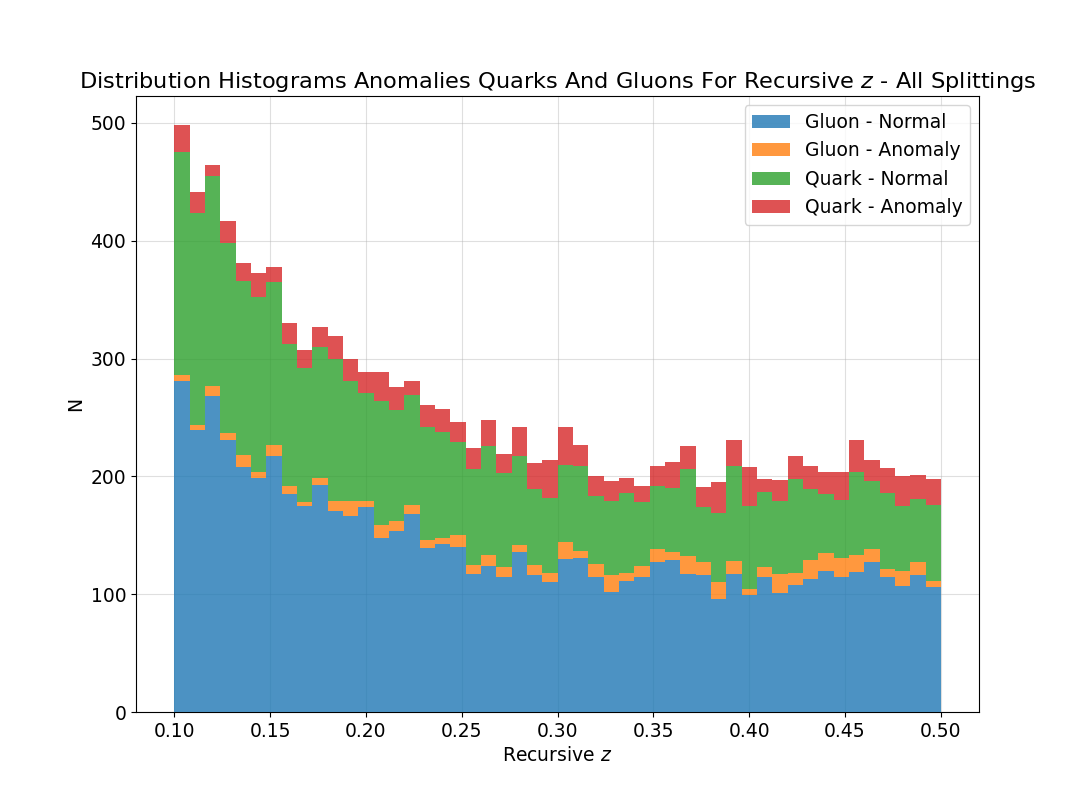 Distribution Histograms Anomalies Quarks And Gluons For Recursive z - All Splittings
Gluon - Normal
Gluon - Anomaly
Quark - Normal
Quark - Anomaly
500
400
300
200
100
0
N
0.10 0.15 0.20 0.25 0.30 0.35 0.40 0.45 0.50
Recursive z